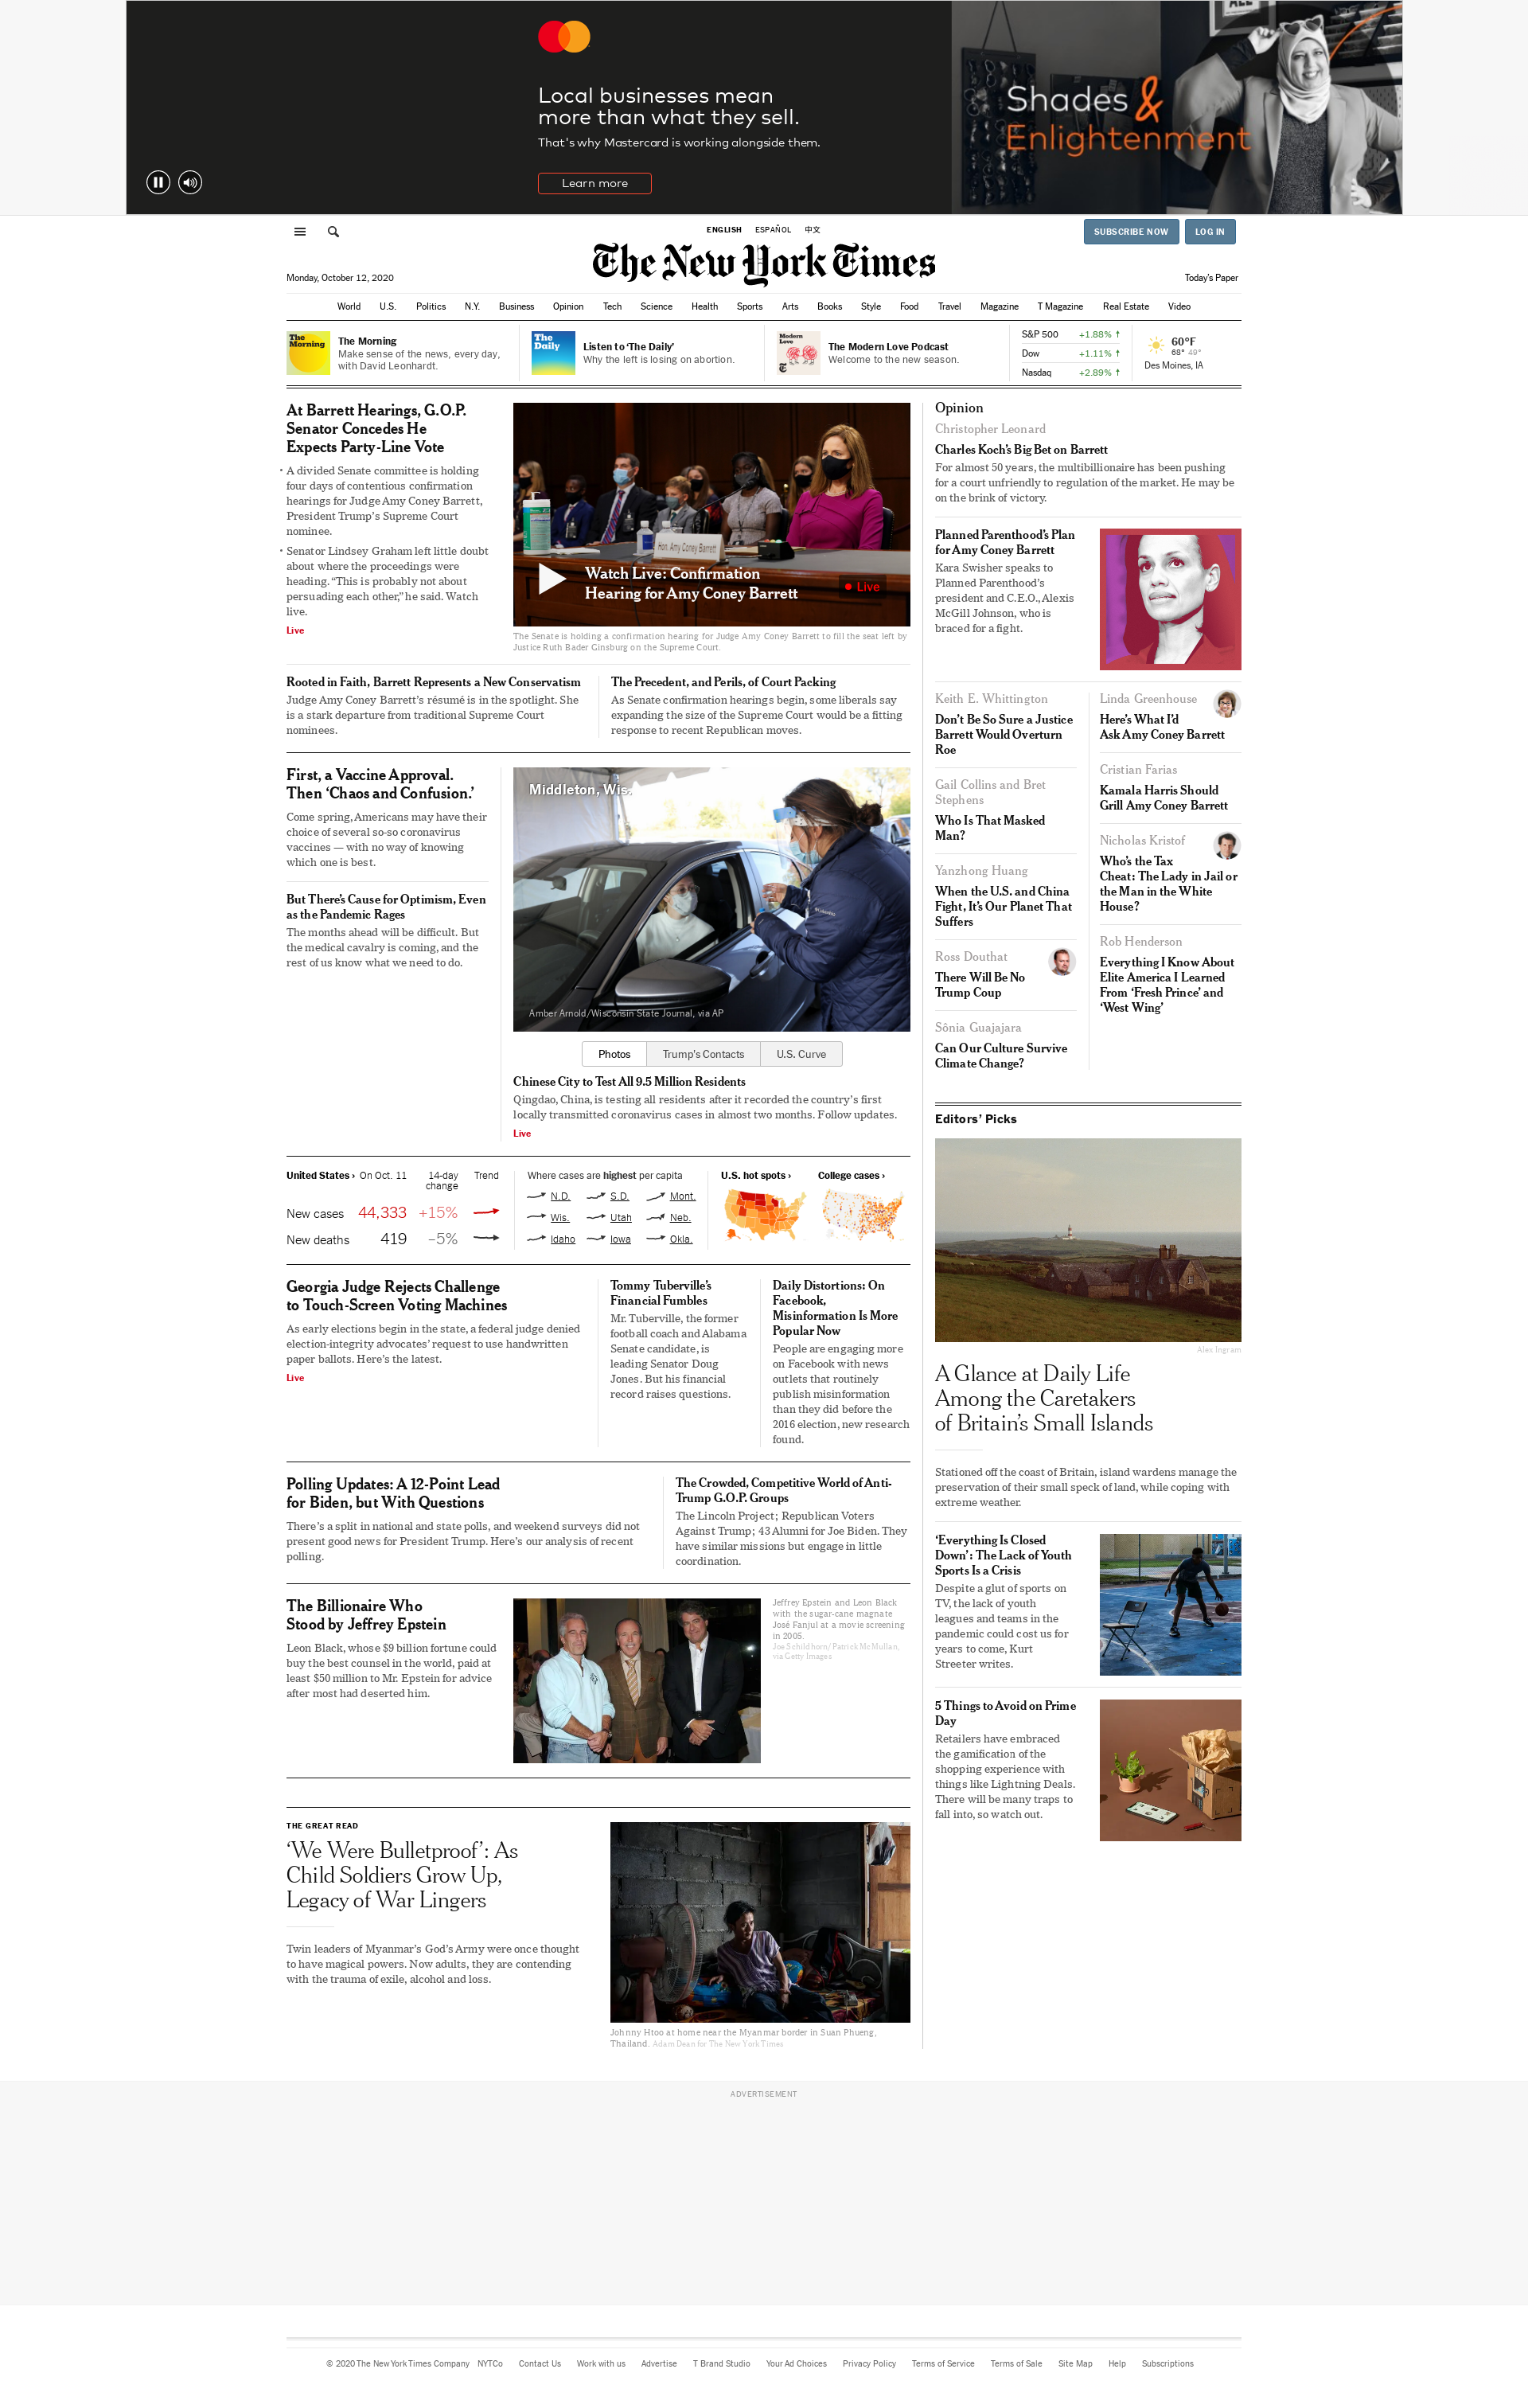 Local businesses mean
more than what they sell.
That's why Mastercard is working alongside them.
Learn more
Shades &
Enlightenment
ENGLISH ESPAÑOL 中文
SUBSCRIBE NOW LOG IN
The New York Times
Monday, October 12, 2020
Today's Paper
World U.S. Politics N.Y. Business Opinion Tech Science Health Sports Arts Books Style Food Travel Magazine T Magazine Real Estate Video
The Morning
The Morning
Make sense of the news, every day,
with David Leonhardt.
The Daily
Listen to ‘The Daily’
Why the left is losing on abortion.
Modern Love
The Modern Love Podcast
Welcome to the new season.
S&P 500 +1.88% ↑
Dow +1.11% ↑
Nasdaq +2.89% ↑
60°F
68° 49°
Des Moines, IA
At Barrett Hearings, G.O.P.
Senator Concedes He
Expects Party-Line Vote
• A divided Senate committee is holding
four days of contentious confirmation
hearings for Judge Amy Coney Barrett,
President Trump’s Supreme Court
nominee.
• Senator Lindsey Graham left little doubt
about where the proceedings were
heading. “This is probably not about
persuading each other,” he said. Watch
live.
Live
Hon. Amy Coney Barrett
Watch Live: Confirmation
Hearing for Amy Coney Barrett
Live
The Senate is holding a confirmation hearing for Judge Amy Coney Barrett to fill the seat left by
Justice Ruth Bader Ginsburg on the Supreme Court.
Rooted in Faith, Barrett Represents a New Conservatism
Judge Amy Coney Barrett’s résumé is in the spotlight. She
is a stark departure from traditional Supreme Court
nominees.
The Precedent, and Perils, of Court Packing
As Senate confirmation hearings begin, some liberals say
expanding the size of the Supreme Court would be a fitting
response to recent Republican moves.
First, a Vaccine Approval.
Then ‘Chaos and Confusion.’
Come spring, Americans may have their
choice of several so-so coronavirus
vaccines — with no way of knowing
which one is best.
But There’s Cause for Optimism, Even
as the Pandemic Rages
The months ahead will be difficult. But
the medical cavalry is coming, and the
rest of us know what we need to do.
Middleton, Wis.
Amber Arnold/Wisconsin State Journal, via AP
Photos Trump’s Contacts U.S. Curve
Chinese City to Test All 9.5 Million Residents
Qingdao, China, is testing all residents after it recorded the country’s first
locally transmitted coronavirus cases in almost two months. Follow updates.
Live
United States › On Oct. 11 14-day change Trend
New cases 44,333 +15%
New deaths 419 –5%
Where cases are highest per capita
N.D. S.D. Mont.
Wis. Utah Neb.
Idaho Iowa Okla.
U.S. hot spots › College cases ›
Georgia Judge Rejects Challenge
to Touch-Screen Voting Machines
As early elections begin in the state, a federal judge denied
election-integrity advocates’ request to use handwritten
paper ballots. Here’s the latest.
Live
Tommy Tuberville’s
Financial Fumbles
Mr. Tuberville, the former
football coach and Alabama
Senate candidate, is
leading Senator Doug
Jones. But his financial
record raises questions.
Daily Distortions: On
Facebook,
Misinformation Is More
Popular Now
People are engaging more
on Facebook with news
outlets that routinely
publish misinformation
than they did before the
2016 election, new research
found.
Polling Updates: A 12-Point Lead
for Biden, but With Questions
There’s a split in national and state polls, and weekend surveys did not
present good news for President Trump. Here’s our analysis of recent
polling.
The Crowded, Competitive World of Anti-
Trump G.O.P. Groups
The Lincoln Project; Republican Voters
Against Trump; 43 Alumni for Joe Biden. They
have similar missions but engage in little
coordination.
The Billionaire Who
Stood by Jeffrey Epstein
Leon Black, whose $9 billion fortune could
buy the best counsel in the world, paid at
least $50 million to Mr. Epstein for advice
after most had deserted him.
Jeffrey Epstein and Leon Black
with the sugar-cane magnate
José Fanjul at a movie screening
in 2005.
Joe Schildhorn/Patrick McMullan,
via Getty Images
THE GREAT READ
‘We Were Bulletproof’: As
Child Soldiers Grow Up,
Legacy of War Lingers
Twin leaders of Myanmar’s God’s Army were once thought
to have magical powers. Now adults, they are contending
with the trauma of exile, alcohol and loss.
Johnny Htoo at home near the Myanmar border in Suan Phueng,
Thailand. Adam Dean for The New York Times
Opinion
Christopher Leonard
Charles Koch’s Big Bet on Barrett
For almost 50 years, the multibillionaire has been pushing
for a court unfriendly to regulation of the market. He may be
on the brink of victory.
Planned Parenthood’s Plan
for Amy Coney Barrett
Kara Swisher speaks to
Planned Parenthood’s
president and C.E.O., Alexis
McGill Johnson, who is
braced for a fight.
Keith E. Whittington
Don’t Be So Sure a Justice
Barrett Would Overturn
Roe
Gail Collins and Bret
Stephens
Who Is That Masked
Man?
Yanzhong Huang
When the U.S. and China
Fight, It’s Our Planet That
Suffers
Ross Douthat
There Will Be No
Trump Coup
Sônia Guajajara
Can Our Culture Survive
Climate Change?
Linda Greenhouse
Here’s What I’d
Ask Amy Coney Barrett
Cristian Farias
Kamala Harris Should
Grill Amy Coney Barrett
Nicholas Kristof
Who’s the Tax
Cheat: The Lady in Jail or
the Man in the White
House?
Rob Henderson
Everything I Know About
Elite America I Learned
From ‘Fresh Prince’ and
‘West Wing’
Editors’ Picks
Alex Ingram
A Glance at Daily Life
Among the Caretakers
of Britain’s Small Islands
Stationed off the coast of Britain, island wardens manage the
preservation of their small speck of land, while coping with
extreme weather.
‘Everything Is Closed
Down’: The Lack of Youth
Sports Is a Crisis
Despite a glut of sports on
TV, the lack of youth
leagues and teams in the
pandemic could cost us for
years to come, Kurt
Streeter writes.
5 Things to Avoid on Prime
Day
Retailers have embraced
the gamification of the
shopping experience with
things like Lightning Deals.
There will be many traps to
fall into, so watch out.
ADVERTISEMENT
© 2020 The New York Times Company NYTCo Contact Us Work with us Advertise T Brand Studio Your Ad Choices Privacy Policy Terms of Service Terms of Sale Site Map Help Subscriptions